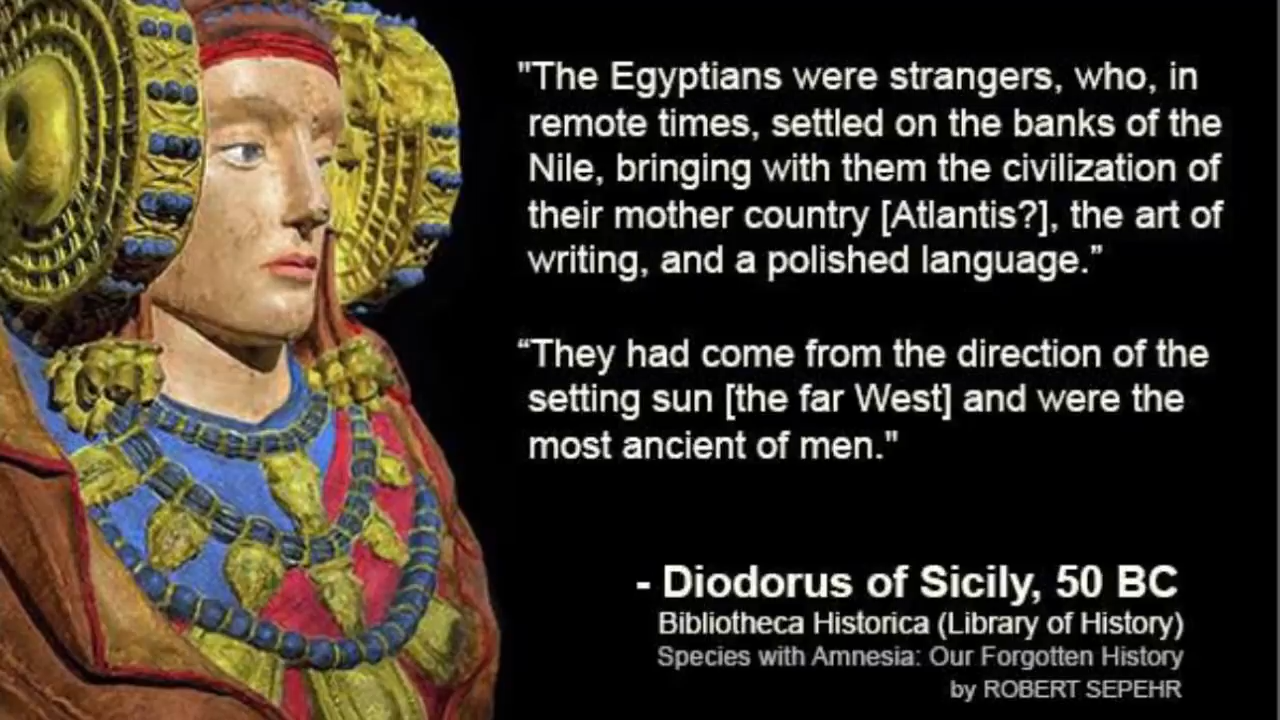 "The Egyptians were strangers, who, in
remote times, settled on the banks of the
Nile, bringing with them the civilization of
their mother country [Atlantis?], the art of
writing, and a polished language.”
“They had come from the direction of the
setting sun [the far West] and were the
most ancient of men."
- Diodorus of Sicily, 50 BC
Bibliotheca Historica (Library of History)
Species with Amnesia: Our Forgotten History
by ROBERT SEPEHR